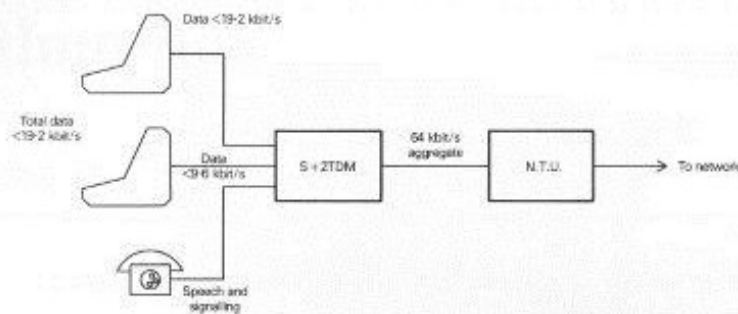 Data <19·2 kbit/s
Total data
<19·2 kbit/s
Data
<9·6 kbit/s
S+2TDM
64 kbit/s
aggregate
N.T.U.
To network
Speech and
signalling